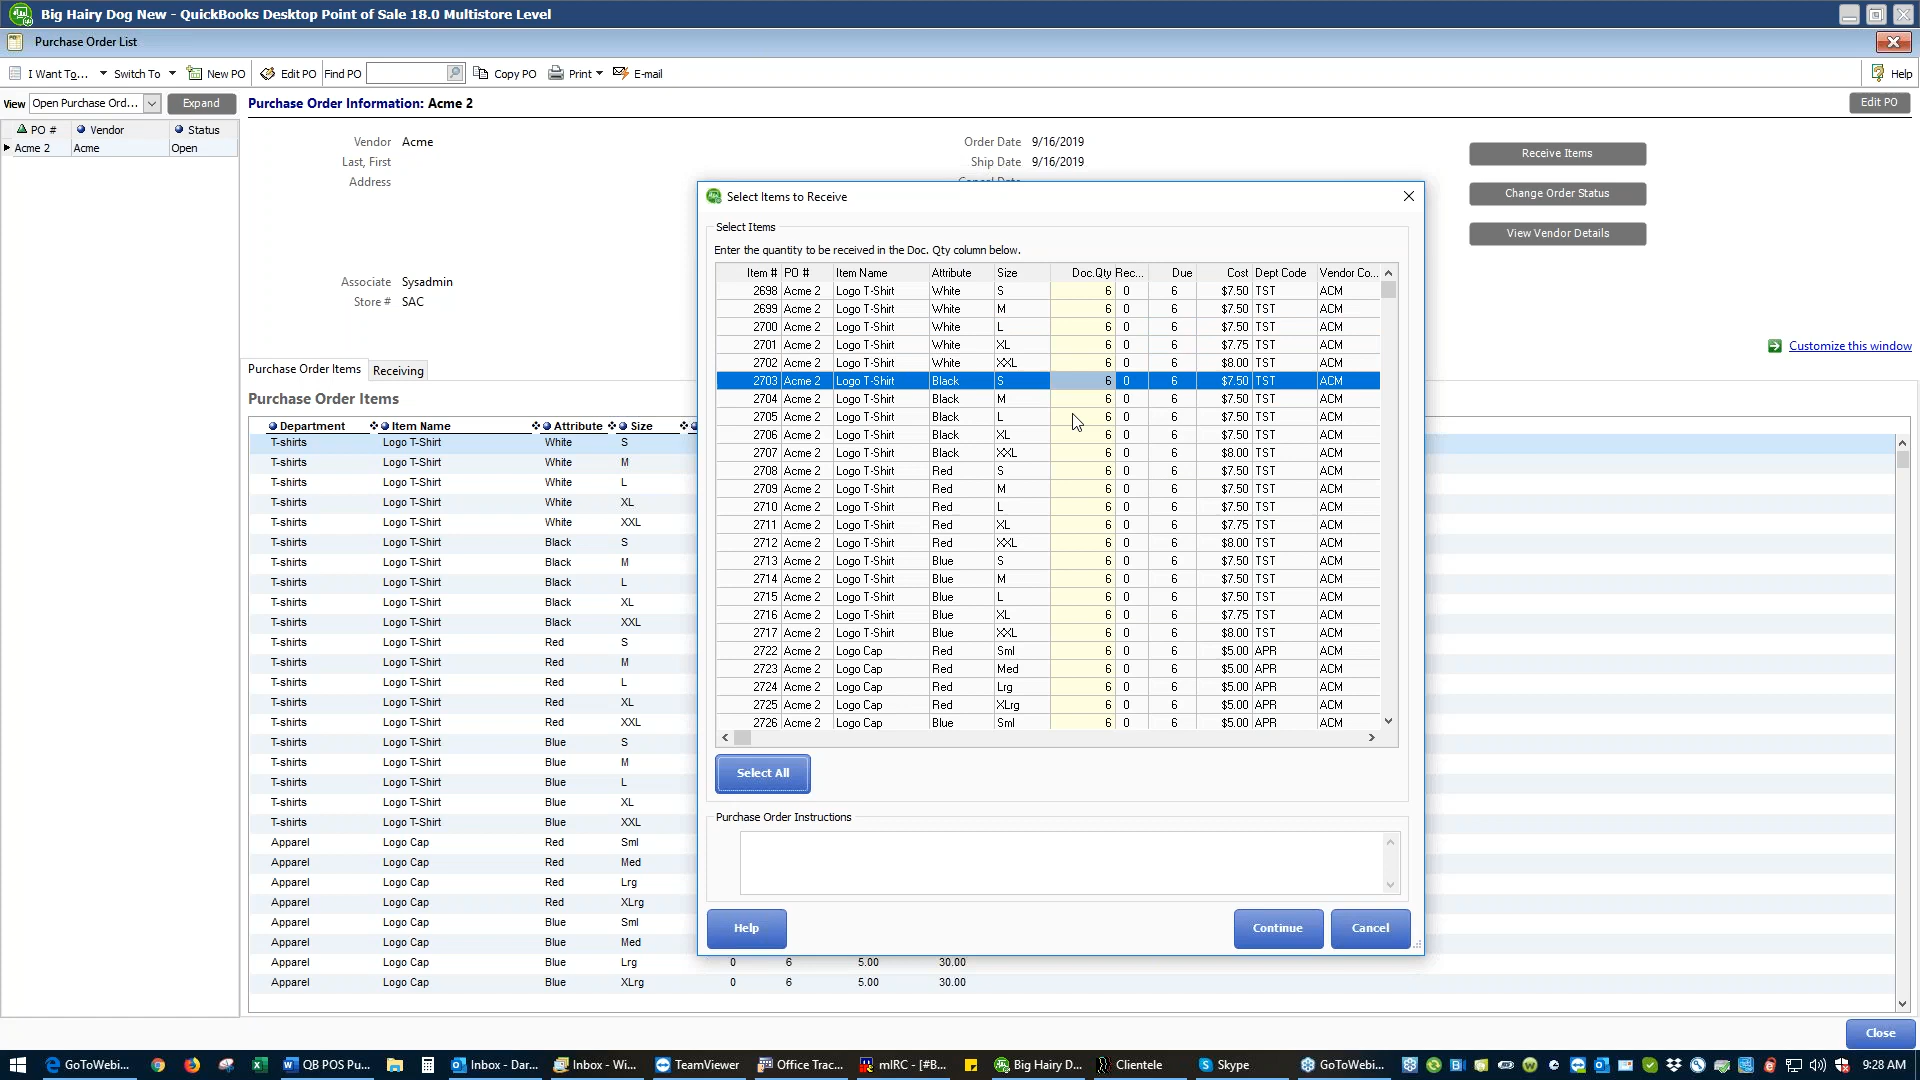 Big Hairy Dog New - QuickBooks Desktop Point of Sale 18.0 Multistore Level
Purchase Order List
I Want To... Switch To New PO Edit PO Find PO Copy PO Print E-mail Help
View Open Purchase Ord... Expand Purchase Order Information: Acme 2 Edit PO
PO # Vendor Status
Acme 2 Acme Open
Vendor Acme
Last, First
Address
Order Date 9/16/2019
Ship Date 9/16/2019
Associate Sysadmin
Store # SAC
Receive Items
Change Order Status
View Vendor Details
Customize this window
Purchase Order Items Receiving
Purchase Order Items
Department Item Name Attribute Size
T-shirts Logo T-Shirt White S
T-shirts Logo T-Shirt White M
T-shirts Logo T-Shirt White L
T-shirts Logo T-Shirt White XL
T-shirts Logo T-Shirt White XXL
T-shirts Logo T-Shirt Black S
T-shirts Logo T-Shirt Black M
T-shirts Logo T-Shirt Black L
T-shirts Logo T-Shirt Black XL
T-shirts Logo T-Shirt Black XXL
T-shirts Logo T-Shirt Red S
T-shirts Logo T-Shirt Red M
T-shirts Logo T-Shirt Red L
T-shirts Logo T-Shirt Red XL
T-shirts Logo T-Shirt Red XXL
T-shirts Logo T-Shirt Blue S
T-shirts Logo T-Shirt Blue M
T-shirts Logo T-Shirt Blue L
T-shirts Logo T-Shirt Blue XL
T-shirts Logo T-Shirt Blue XXL
Apparel Logo Cap Red Sml
Apparel Logo Cap Red Med
Apparel Logo Cap Red Lrg
Apparel Logo Cap Red XLrg
Apparel Logo Cap Blue Sml
Apparel Logo Cap Blue Med
Apparel Logo Cap Blue Lrg 0 6 5.00 30.00
Apparel Logo Cap Blue XLrg 0 6 5.00 30.00
Select Items to Receive
Select Items
Enter the quantity to be received in the Doc. Qty column below.
Item # PO # Item Name Attribute Size Doc.Qty Rec... Due Cost Dept Code Vendor Co...
2698 Acme 2 Logo T-Shirt White S 6 0 6 $7.50 TST ACM
2699 Acme 2 Logo T-Shirt White M 6 0 6 $7.50 TST ACM
2700 Acme 2 Logo T-Shirt White L 6 0 6 $7.50 TST ACM
2701 Acme 2 Logo T-Shirt White XL 6 0 6 $7.75 TST ACM
2702 Acme 2 Logo T-Shirt White XXL 6 0 6 $8.00 TST ACM
2703 Acme 2 Logo T-Shirt Black S 6 0 6 $7.50 TST ACM
2704 Acme 2 Logo T-Shirt Black M 6 0 6 $7.50 TST ACM
2705 Acme 2 Logo T-Shirt Black L 6 0 6 $7.50 TST ACM
2706 Acme 2 Logo T-Shirt Black XL 6 0 6 $7.75 TST ACM
2707 Acme 2 Logo T-Shirt Black XXL 6 0 6 $8.00 TST ACM
2708 Acme 2 Logo T-Shirt Red S 6 0 6 $7.50 TST ACM
2709 Acme 2 Logo T-Shirt Red M 6 0 6 $7.50 TST ACM
2710 Acme 2 Logo T-Shirt Red L 6 0 6 $7.50 TST ACM
2711 Acme 2 Logo T-Shirt Red XL 6 0 6 $7.75 TST ACM
2712 Acme 2 Logo T-Shirt Red XXL 6 0 6 $8.00 TST ACM
2713 Acme 2 Logo T-Shirt Blue S 6 0 6 $7.50 TST ACM
2714 Acme 2 Logo T-Shirt Blue M 6 0 6 $7.50 TST ACM
2715 Acme 2 Logo T-Shirt Blue L 6 0 6 $7.50 TST ACM
2716 Acme 2 Logo T-Shirt Blue XL 6 0 6 $7.75 TST ACM
2717 Acme 2 Logo T-Shirt Blue XXL 6 0 6 $8.00 TST ACM
2722 Acme 2 Logo Cap Red Sml 6 0 6 $5.00 APR ACM
2723 Acme 2 Logo Cap Red Med 6 0 6 $5.00 APR ACM
2724 Acme 2 Logo Cap Red Lrg 6 0 6 $5.00 APR ACM
2725 Acme 2 Logo Cap Red XLrg 6 0 6 $5.00 APR ACM
2726 Acme 2 Logo Cap Blue Sml 6 0 6 $5.00 APR ACM
Select All
Purchase Order Instructions
Help Continue Cancel
Close
GoToWebi... QB POS Pu... Inbox - Dar... Inbox - Wi... TeamViewer Office Trac... mIRC - [#B... Big Hairy D... Clientele Skype GoToWebi... 9:28 AM